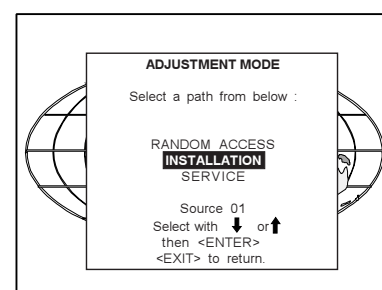 ADJUSTMENT MODE
Select a path from below :
RANDOM ACCESS
INSTALLATION
SERVICE
Source 01
Select with ⬇ or⬆
then <ENTER>
<EXIT> to return.